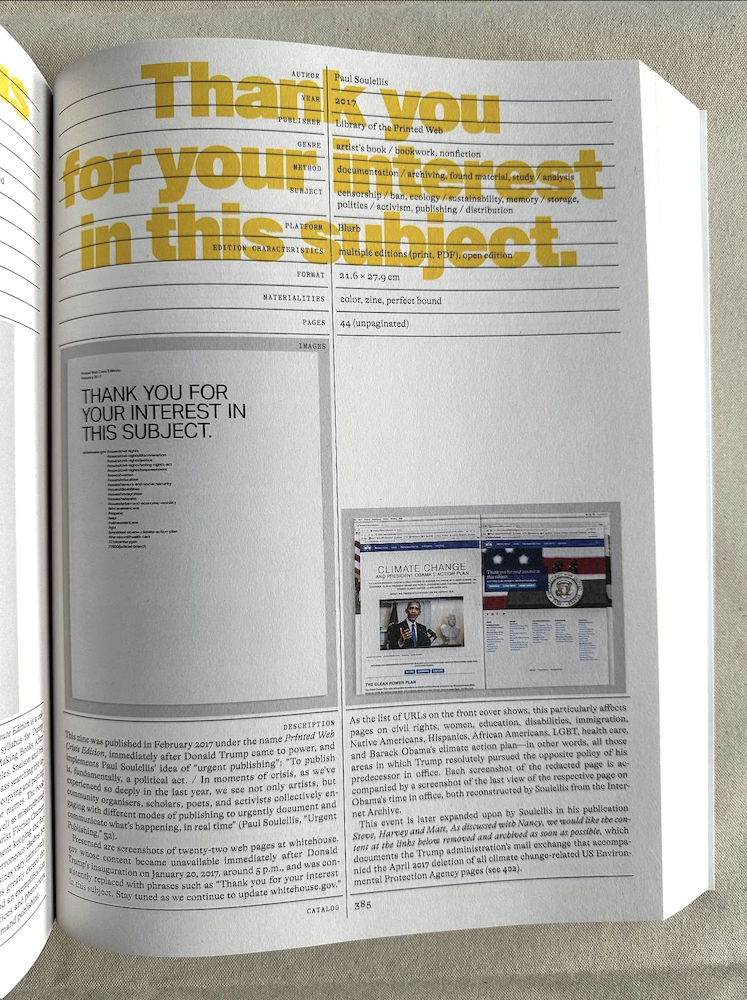 Thank you
for your interest
in this subject.
AUTHOR Paul Soulellis
YEAR 2017
PUBLISHER Library of the Printed Web
GENRE artist's book / bookwork, nonfiction
METHOD documentation / archiving, found material, study / analysis
SUBJECT censorship / ban, ecology / sustainability, memory / storage,
politics / activism, publishing / distribution
PLATFORM Blurb
EDITION CHARACTERISTICS multiple editions (print, PDF), open edition
FORMAT 21.6 × 27.9 cm
MATERIALITIES color, zine, perfect bound
PAGES 44 (unpaginated)
IMAGES
THANK YOU FOR
YOUR INTEREST IN
THIS SUBJECT.
CLIMATE CHANGE
AND PRESIDENT OBAMA'S ACTION PLAN
THE CLEAN POWER PLAN
Thank you for your interest in
this subject.
DESCRIPTION
This zine was published in February 2017 under the name Printed Web
Crisis Edition, immediately after Donald Trump came to power, and
implements Paul Soulellis' idea of "urgent publishing": "To publish
is, fundamentally, a political act. / In moments of crisis, as we've
experienced so deeply in the last year, we see not only artists, but
community organisers, scholars, poets, and activists collectively en-
gaging with different modes of publishing to urgently document and
communicate what's happening, in real time" (Paul Soulellis, "Urgent
Publishing," 32).
Presented are screenshots of twenty-two web pages at whitehouse.
gov whose content became unavailable immediately after Donald
Trump's inauguration on January 20, 2017, around 5 p.m., and was con-
sistently replaced with phrases such as "Thank you for your interest
in this subject. Stay tuned as we continue to update whitehouse.gov."
As the list of URLs on the front cover shows, this particularly affects
pages on civil rights, women, education, disabilities, immigration,
Native Americans, Hispanics, African Americans, LGBT, health care,
and Barack Obama's climate action plan—in other words, all those
areas in which Trump resolutely pursued the opposite policy of his
predecessor in office. Each screenshot of the redacted page is ac-
companied by a screenshot of the last view of the respective page on
Obama's time in office, both reconstructed by Soulellis from the Inter-
net Archive.
This event is later expanded upon by Soulellis in his publication
Steve, Harvey and Matt, As discussed with Nancy, we would like the con-
tent at the links below removed and archived as soon as possible, which
documents the Trump administration's mail exchange that accompa-
nied the April 2017 deletion of all climate change-related US Environ-
mental Protection Agency pages (see 402).
CATALOG 385